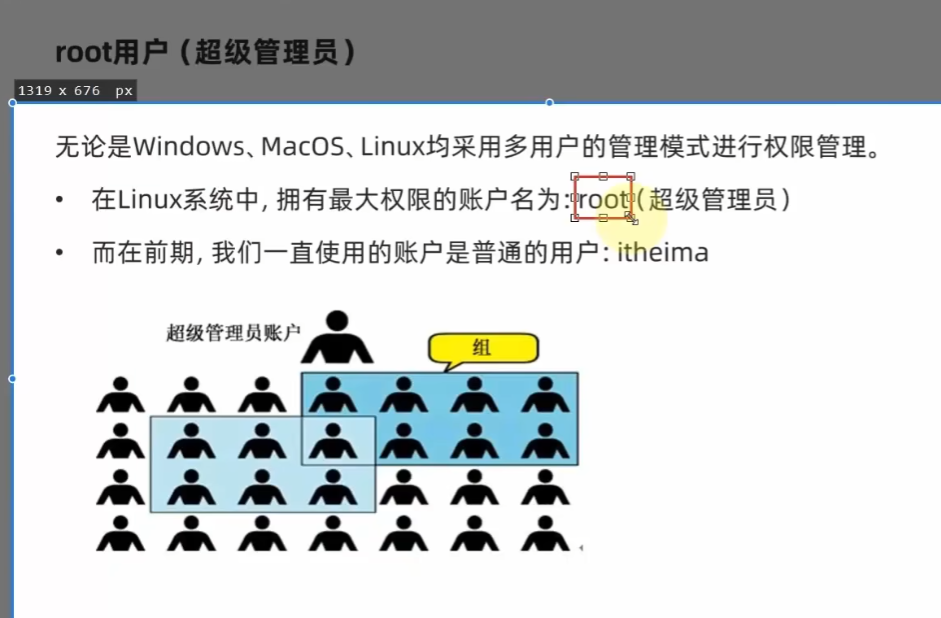 root用户（超级管理员）
1319 x 676 px
无论是Windows、MacOS、Linux均采用多用户的管理模式进行权限管理。
• 在Linux系统中, 拥有最大权限的账户名为: root（超级管理员）
• 而在前期, 我们一直使用的账户是普通的用户: itheima
超级管理员账户
组